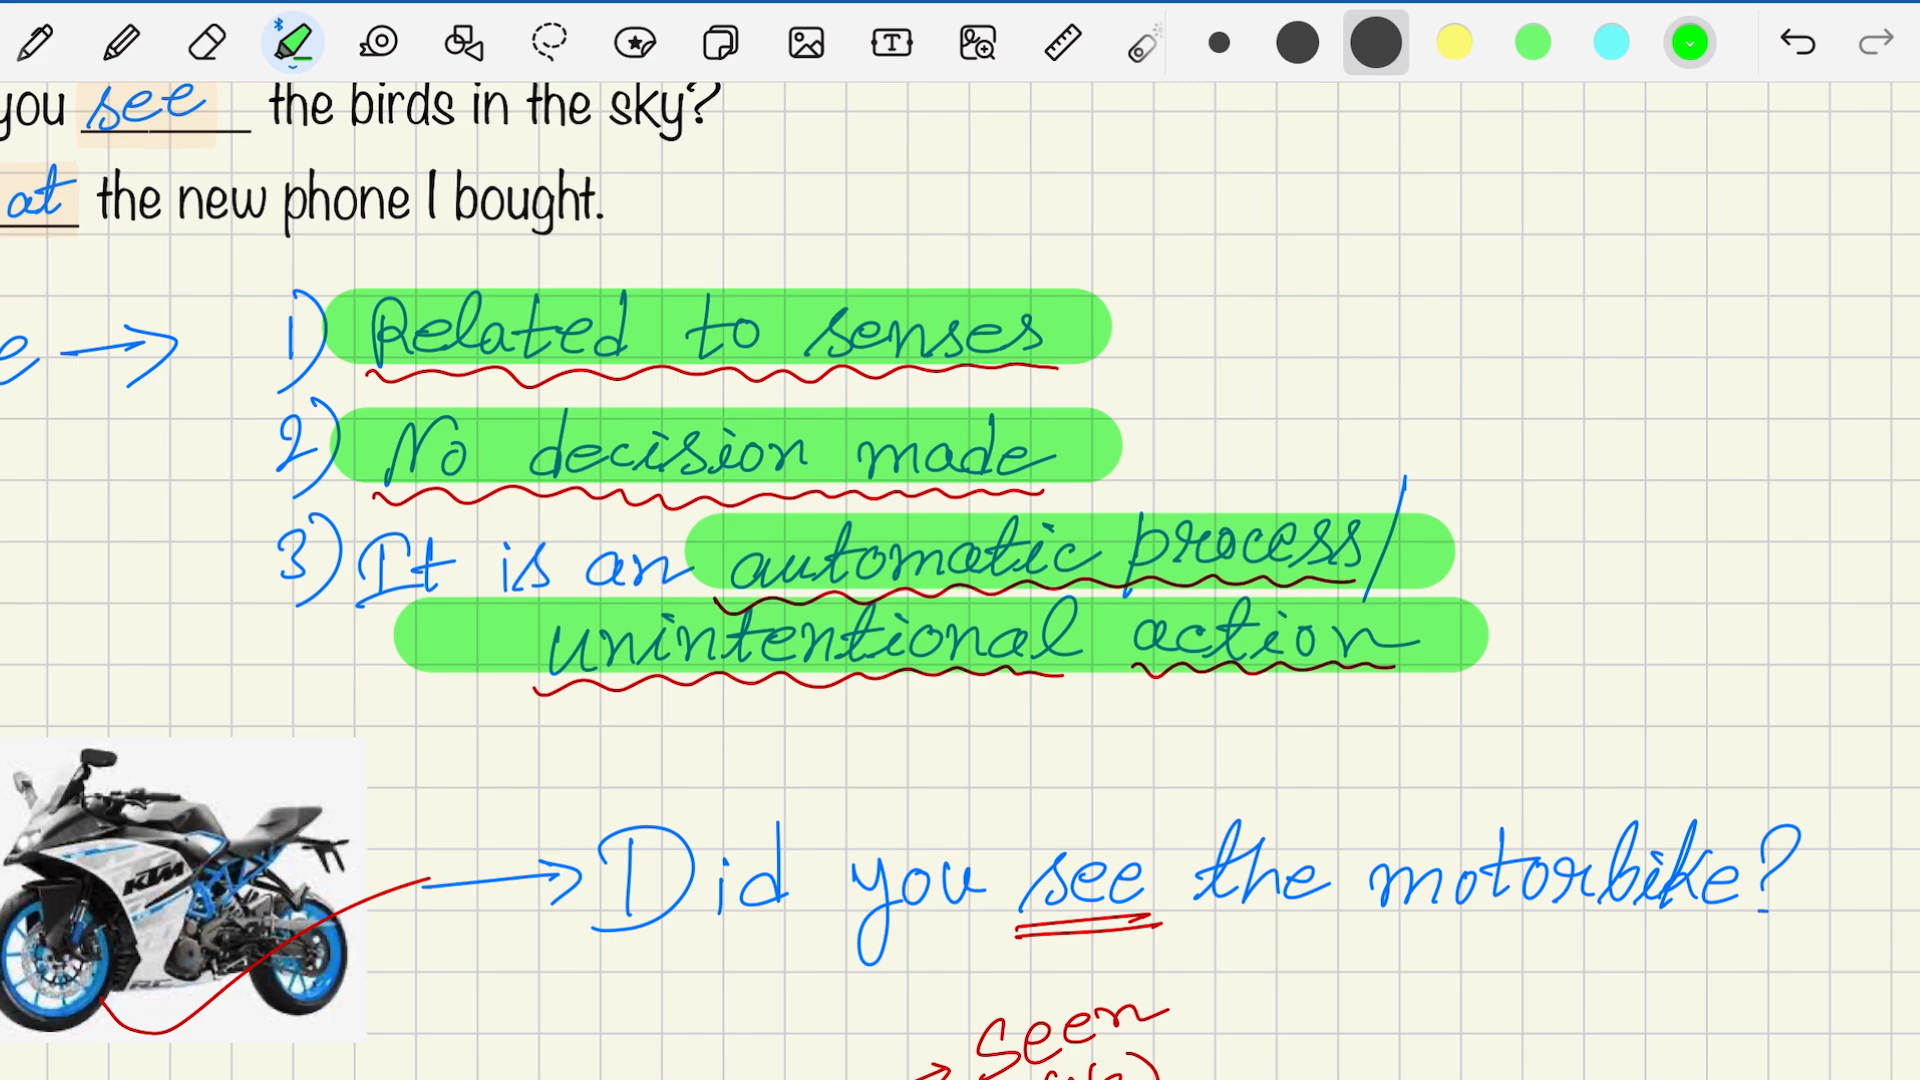 you see the birds in the sky?
at the new phone I bought.
e → 1) Related to senses
2) No decision made
3) It is an automatic process/
unintentional action
KTM
RC
→ Did you see the motorbike?
→ seen